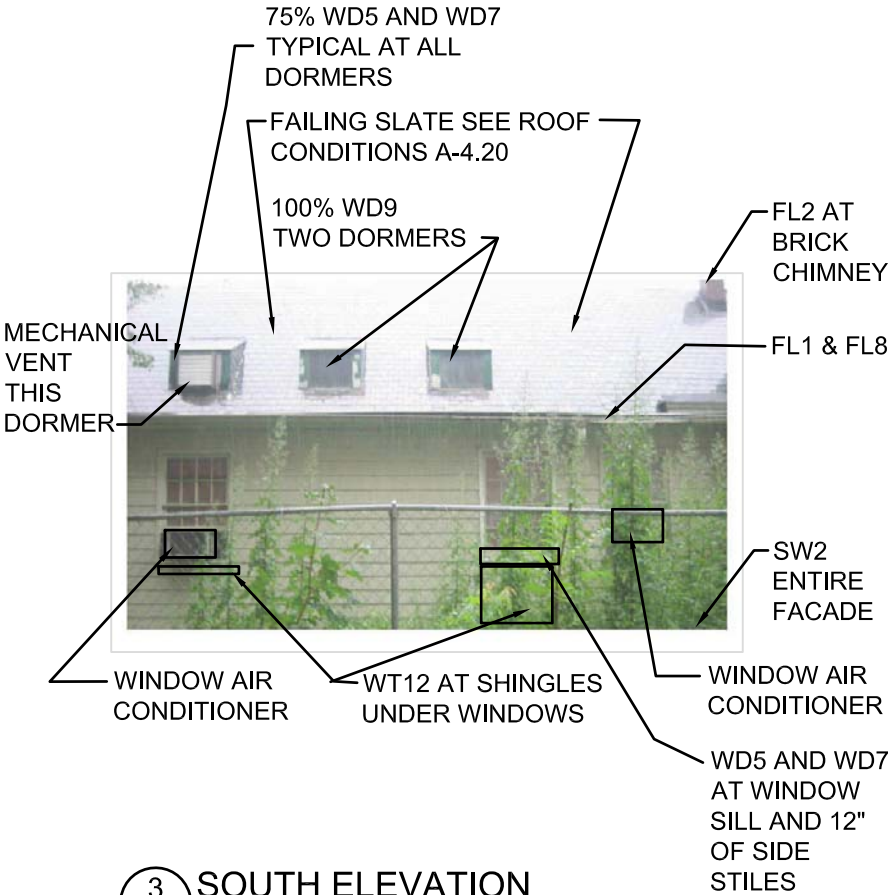 75% WD5 AND WD7
TYPICAL AT ALL
DORMERS
FAILING SLATE SEE ROOF
CONDITIONS A-4.20
100% WD9
TWO DORMERS
FL2 AT
BRICK
CHIMNEY
MECHANICAL
VENT
THIS
DORMER
FL1 & FL8
SW2
ENTIRE
FACADE
WINDOW AIR
CONDITIONER
WT12 AT SHINGLES
UNDER WINDOWS
WINDOW AIR
CONDITIONER
WD5 AND WD7
AT WINDOW
SILL AND 12"
OF SIDE
STILES
3 SOUTH ELEVATION